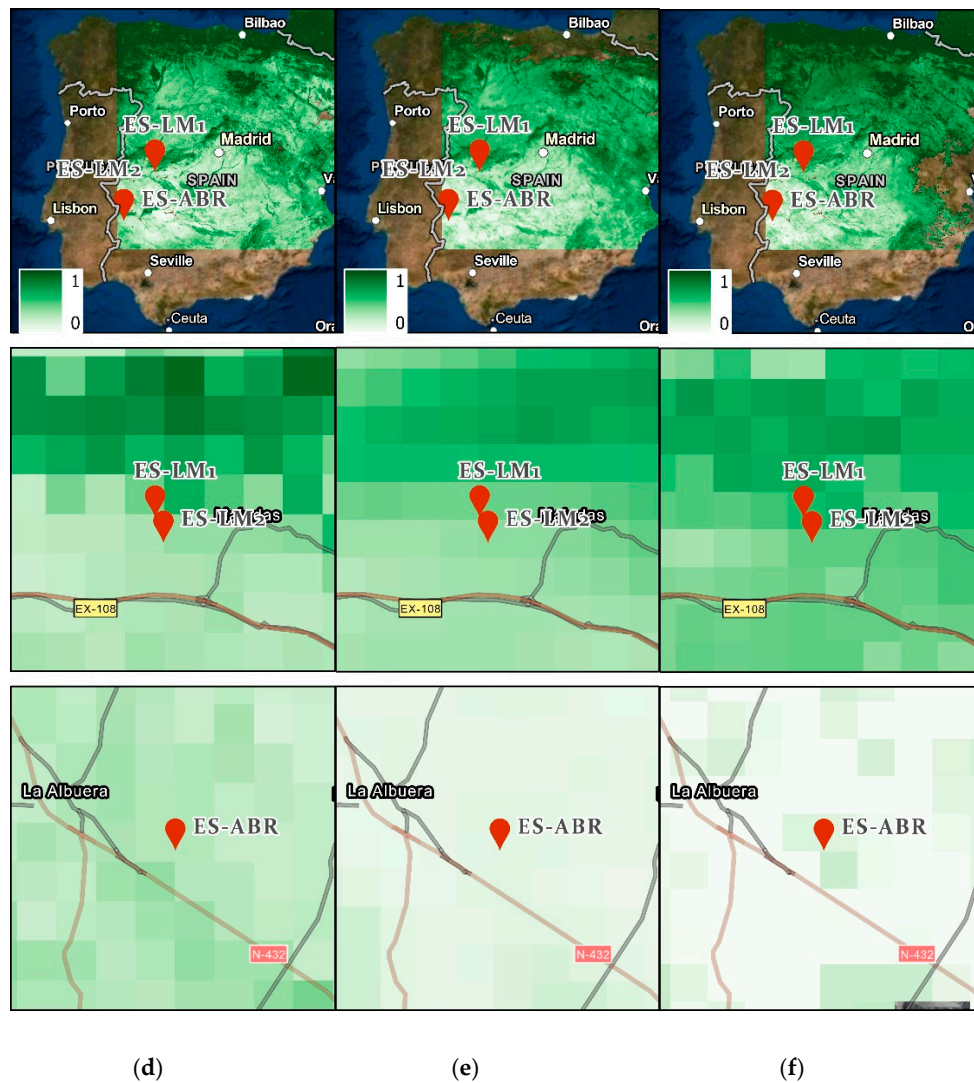 Bilbao Bilbao Bilbao
Porto Porto Porto
ES-LM1 ES-LM1 ES-LM1
Madrid Madrid Madrid
ES-LM2 ES-LM2 ES-LM2
SPAIN SPAIN SPAIN
ES-ABR ES-ABR ES-ABR
Lisbon Lisbon Lisbon
Seville Seville Seville
1 1 1
0 0 0
Ceuta Ceuta Ceuta
ES-LM1 ES-LM1 ES-LM1
ES-LM2 ES-LM2 ES-LM2
EX-108 EX-108 EX-108
La Albuera La Albuera La Albuera
ES-ABR ES-ABR ES-ABR
N-432 N-432 N-432
(d) (e) (f)